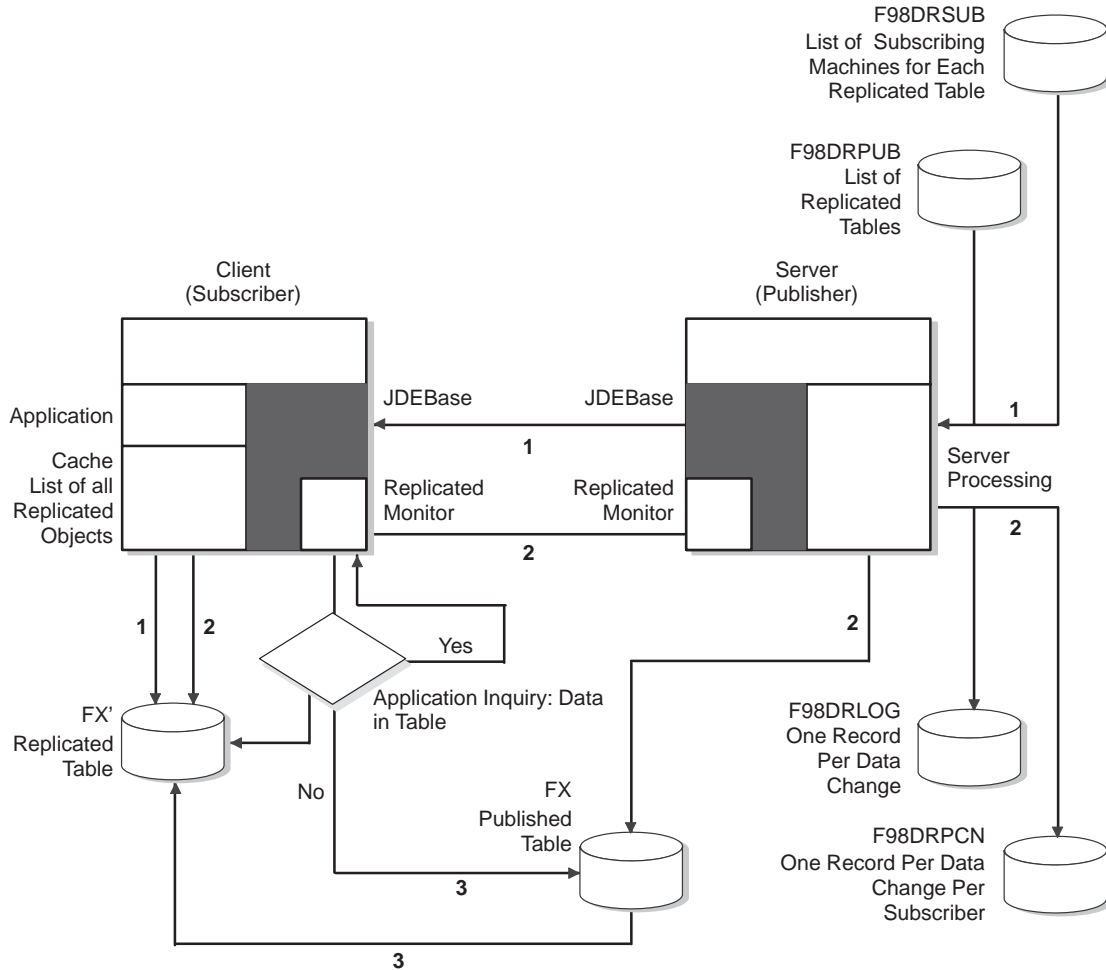 F98DRSUB
List of Subscribing
Machines for Each
Replicated Table
F98DRPUB
List of
Replicated
Tables
Client
(Subscriber)
Server
(Publisher)
Application
Cache
List of all
Replicated
Objects
JDEBase
JDEBase
1
1
Replicated
Monitor
Replicated
Monitor
2
Server
Processing
2
1
2
Yes
2
Application Inquiry: Data
in Table
FX'
Replicated
Table
No
FX
Published
Table
3
3
F98DRLOG
One Record
Per Data
Change
F98DRPCN
One Record Per Data
Change Per
Subscriber